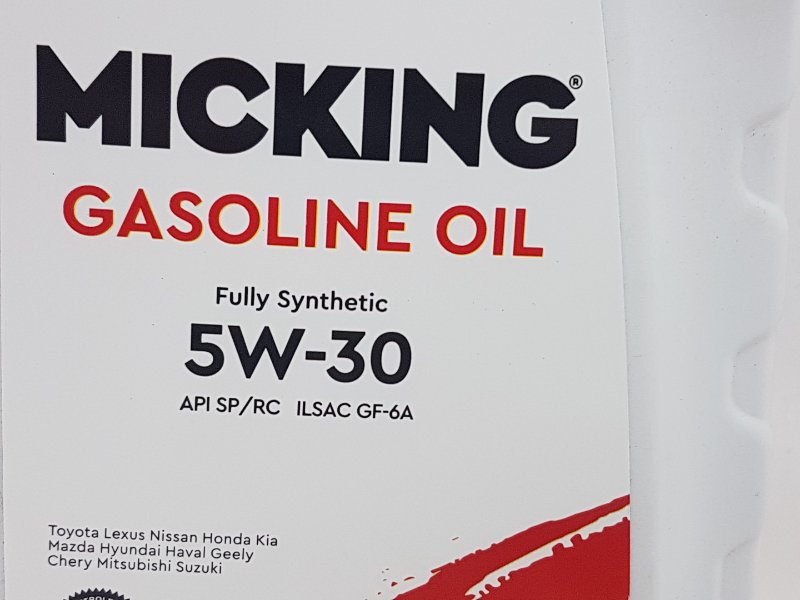 MICKING®
GASOLINE OIL
Fully Synthetic
5W-30
API SP/RC ILSAC GF-6A
Toyota Lexus Nissan Honda Kia
Mazda Hyundai Haval Geely
Chery Mitsubishi Suzuki